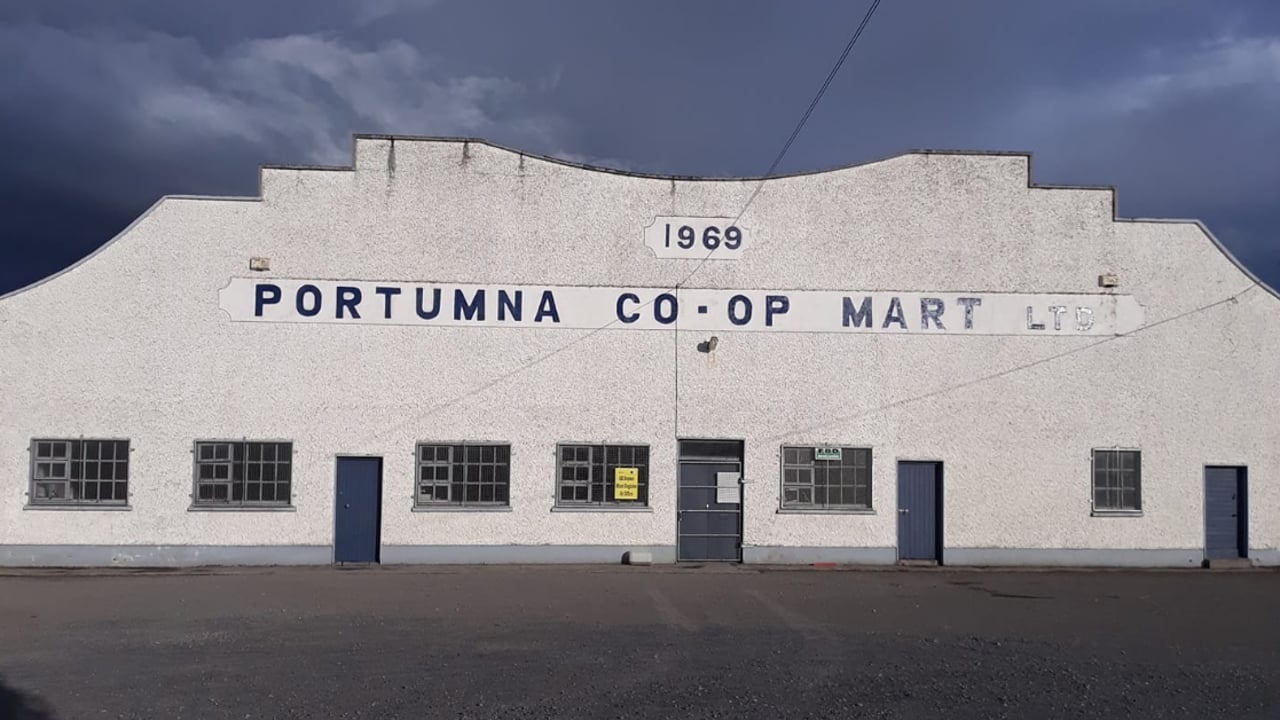 1969
PORTUMNA CO-OP MART LTD